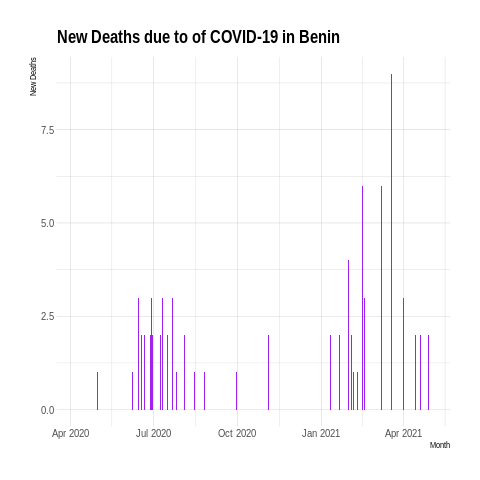 New Deaths due to of COVID-19 in Benin
New Deaths
7.5
5.0
2.5
0.0
Apr 2020 Jul 2020 Oct 2020 Jan 2021 Apr 2021
Month